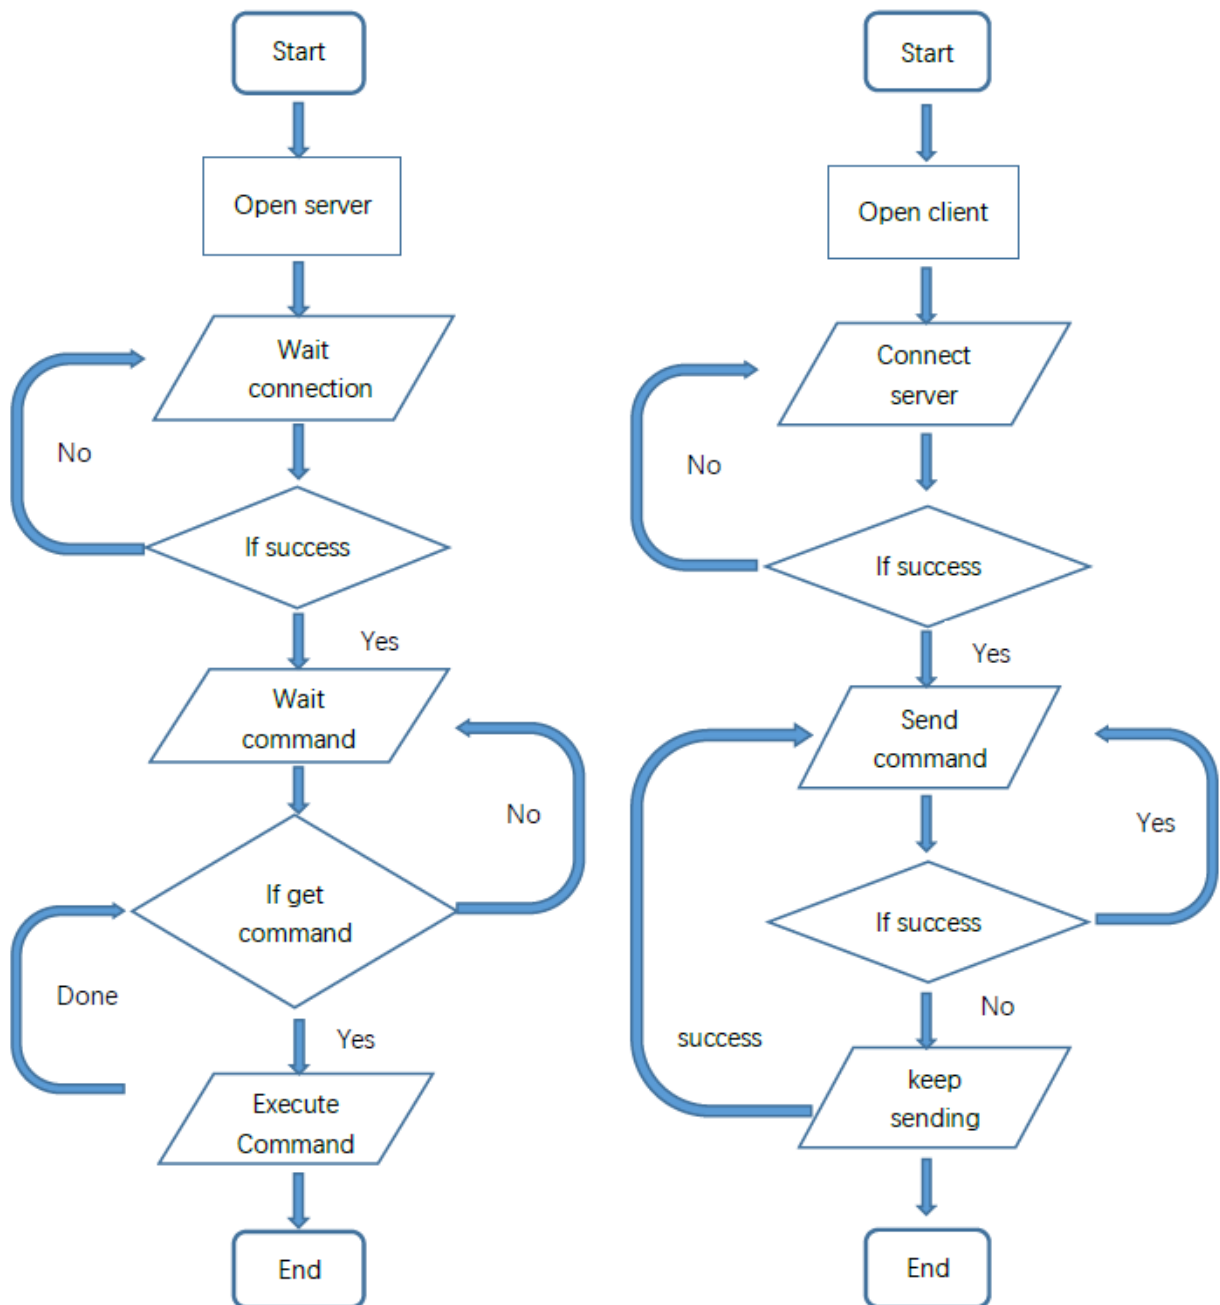 Start
Open server
Wait
connection
No
If success
Yes
Wait
command
No
If get
command
Done
Yes
Execute
Command
End
Start
Open client
Connect
server
No
If success
Yes
Send
command
Yes
If success
No
success
keep
sending
End